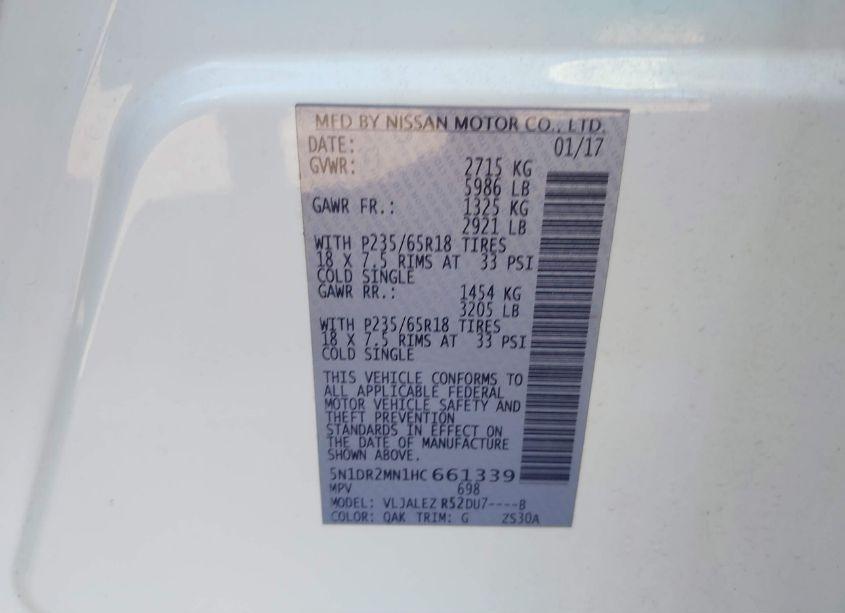 MFD BY NISSAN MOTOR CO., LTD.
DATE: 01/17
GVWR: 2715 KG
5986 LB
GAWR FR.: 1325 KG
2921 LB
WITH P235/65R18 TIRES
18 X 7.5 RIMS AT 33 PSI
COLD SINGLE
GAWR RR.: 1454 KG
3205 LB
WITH P235/65R18 TIRES
18 X 7.5 RIMS AT 33 PSI
COLD SINGLE
THIS VEHICLE CONFORMS TO
ALL APPLICABLE FEDERAL
MOTOR VEHICLE SAFETY AND
THEFT PREVENTION
STANDARDS IN EFFECT ON
THE DATE OF MANUFACTURE
SHOWN ABOVE.
5N1DR2MN1HC661339
MPV 698
MODEL: VLJALEZ R52DU7----B
COLOR: QAK TRIM: G ZS30A